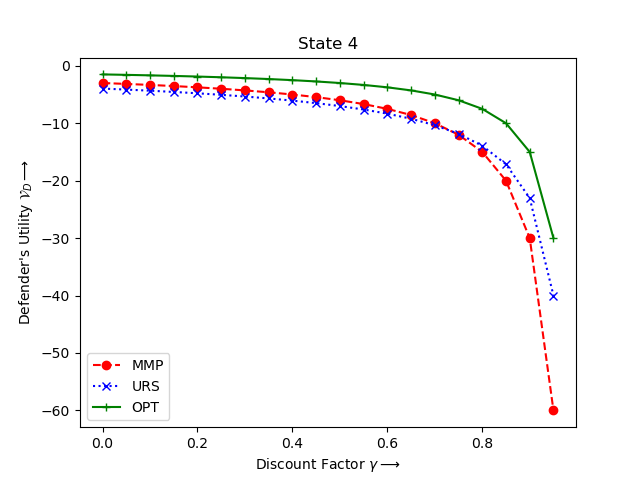 State 4
Defender's Utility 𝒱_D ⟶
0
−10
−20
−30
−40
−50
−60
MMP
URS
OPT
0.0 0.2 0.4 0.6 0.8
Discount Factor γ ⟶